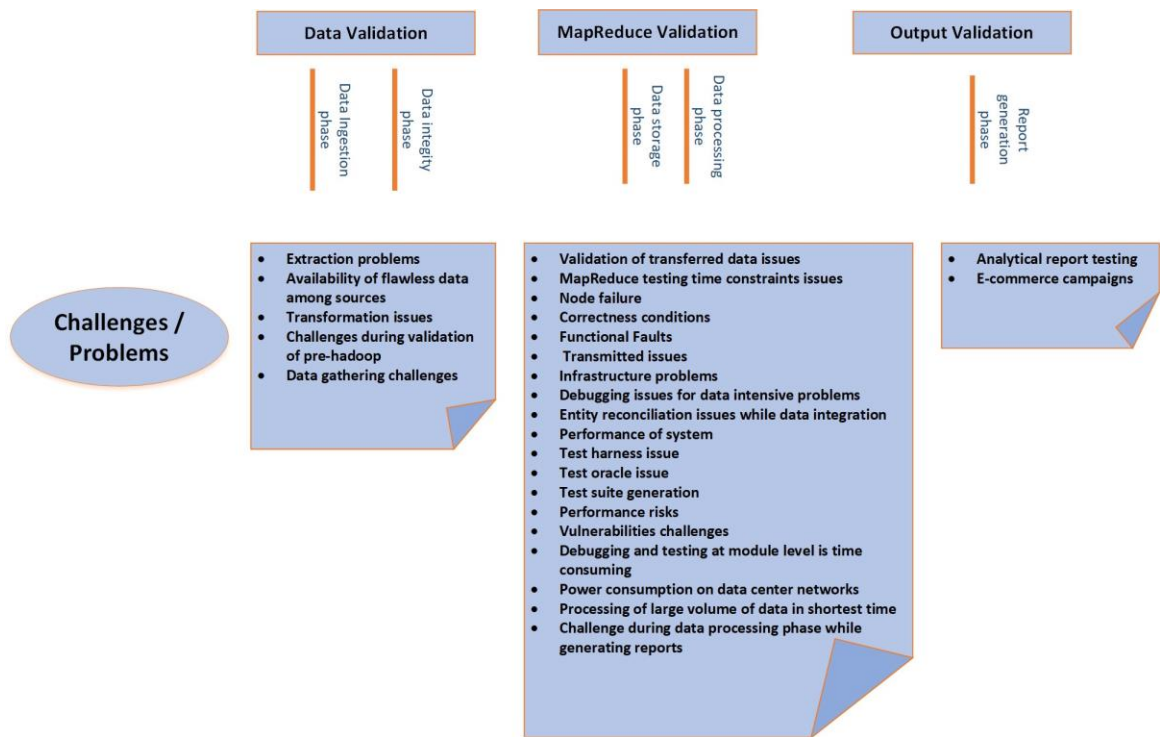 Data Validation
MapReduce Validation
Output Validation
Data Ingestion
phase
Data integity
phase
Data storage
phase
Data processing
phase
Report
generation
phase
Challenges /
Problems
• Extraction problems
• Availability of flawless data
among sources
• Transformation issues
• Challenges during validation
of pre-hadoop
• Data gathering challenges
• Validation of transferred data issues
• MapReduce testing time constraints issues
• Node failure
• Correctness conditions
• Functional Faults
• Transmitted issues
• Infrastructure problems
• Debugging issues for data intensive problems
• Entity reconciliation issues while data integration
• Performance of system
• Test harness issue
• Test oracle issue
• Test suite generation
• Performance risks
• Vulnerabilities challenges
• Debugging and testing at module level is time
consuming
• Power consumption on data center networks
• Processing of large volume of data in shortest time
• Challenge during data processing phase while
generating reports
• Analytical report testing
• E-commerce campaigns